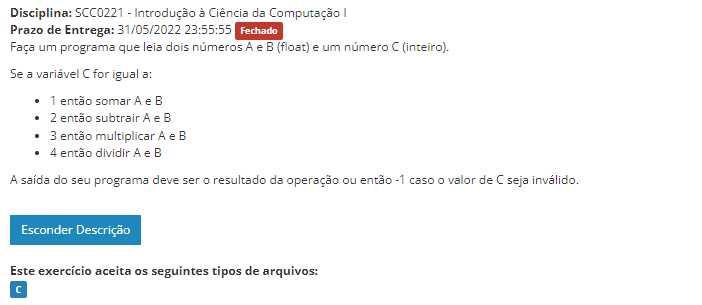 Disciplina: SCC0221 - Introdução à Ciência da Computação I
Prazo de Entrega: 31/05/2022 23:55:55 Fechado
Faça um programa que leia dois números A e B (float) e um número C (inteiro).
Se a variável C for igual a:
• 1 então somar A e B
• 2 então subtrair A e B
• 3 então multiplicar A e B
• 4 então dividir A e B
A saída do seu programa deve ser o resultado da operação ou então -1 caso o valor de C seja inválido.
Esconder Descrição
Este exercício aceita os seguintes tipos de arquivos:
C